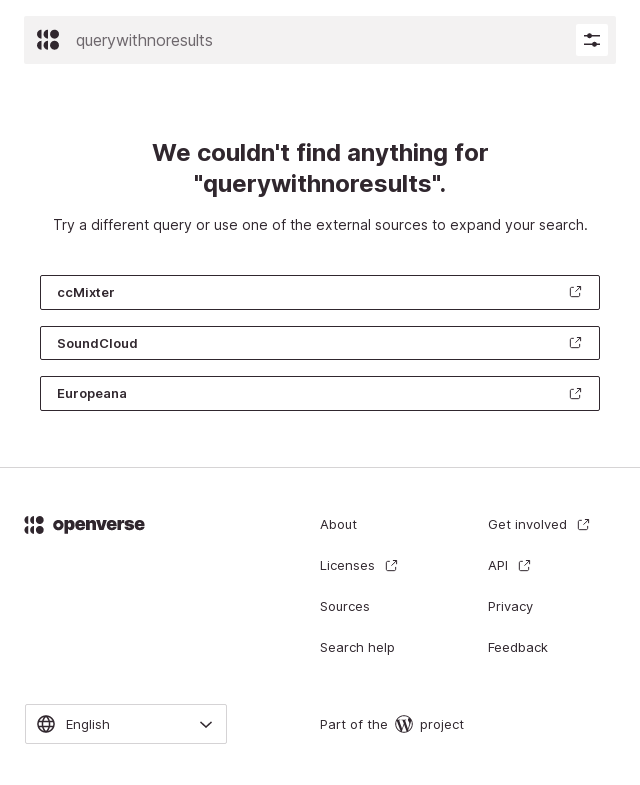 querywithnoresults
We couldn't find anything for
"querywithnoresults".
Try a different query or use one of the external sources to expand your search.
ccMixter
SoundCloud
Europeana
openverse
About
Get involved
Licenses
API
Sources
Privacy
Search help
Feedback
English
Part of the project